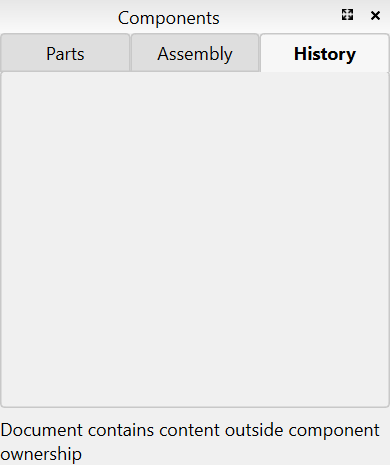 Components
Parts Assembly History
Document contains content outside component
ownership